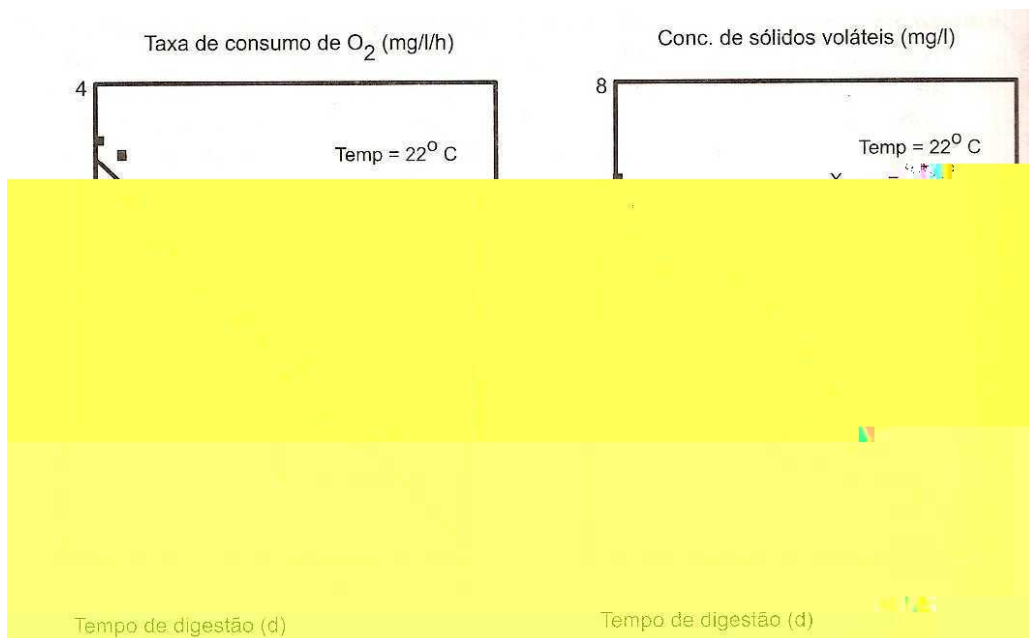 Taxa de consumo de O2 (mg/l/h)
4
Temp = 22º C
Tempo de digestão (d)
Conc. de sólidos voláteis (mg/l)
8
Temp = 22º C
X
Tempo de digestão (d)